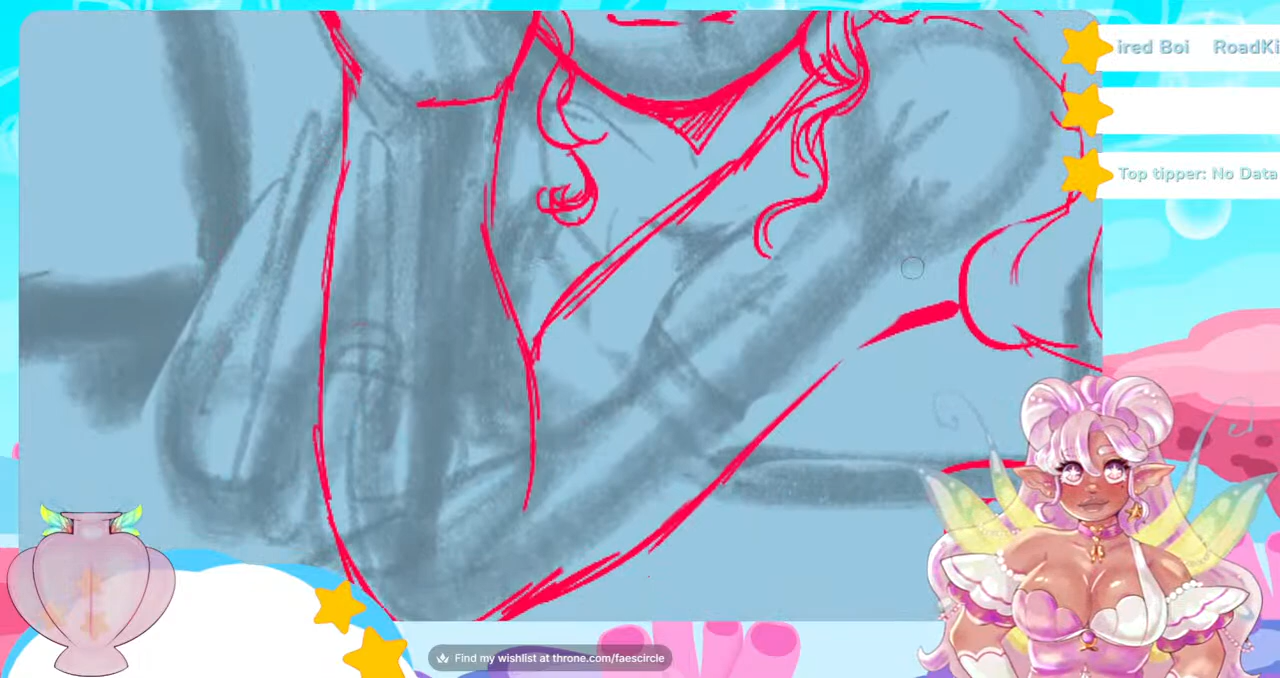 ired Boi RoadKi
Top tipper: No Data
Find my wishlist at throne.com/faescircle